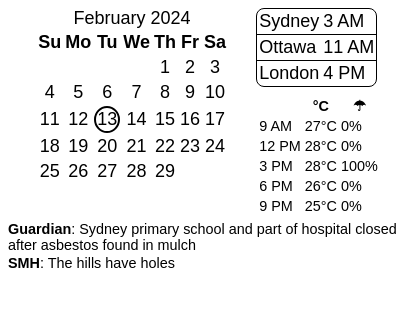 February 2024
Su Mo Tu We Th Fr Sa
1 2 3
4 5 6 7 8 9 10
11 12 13 14 15 16 17
18 19 20 21 22 23 24
25 26 27 28 29
Sydney 3 AM
Ottawa 11 AM
London 4 PM
°C ☂
9 AM 27°C 0%
12 PM 28°C 0%
3 PM 28°C 100%
6 PM 26°C 0%
9 PM 25°C 0%
Guardian: Sydney primary school and part of hospital closed
after asbestos found in mulch
SMH: The hills have holes